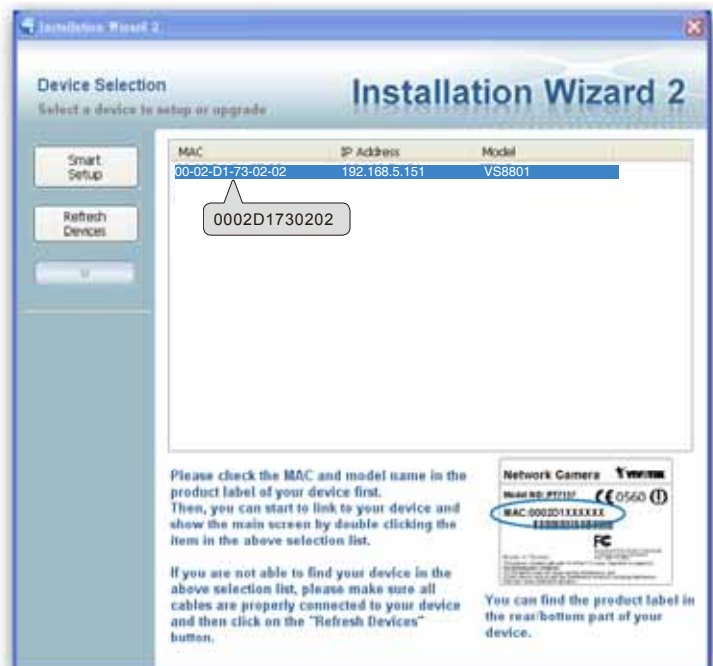 Installation Wizard 2
Device Selection
Select a device to setup or upgrade
Installation Wizard 2
Smart
Setup
Refresh
Devices
MAC IP Address Model
00-02-D1-73-02-02 192.168.5.151 VS8801
0002D1730202
Please check the MAC and model name in the
product label of your device first.
Then, you can start to link to your device and
show the main screen by double clicking the
item in the above selection list.
If you are not able to find your device in the
above selection list, please make sure all
cables are properly connected to your device
and then click on the "Refresh Devices"
button.
Network Camera VIVOTEK
Model NO: PT7137 CE0560
MAC:0002D1XXXXXX
FC
You can find the product label in
the rear/bottom part of your
device.